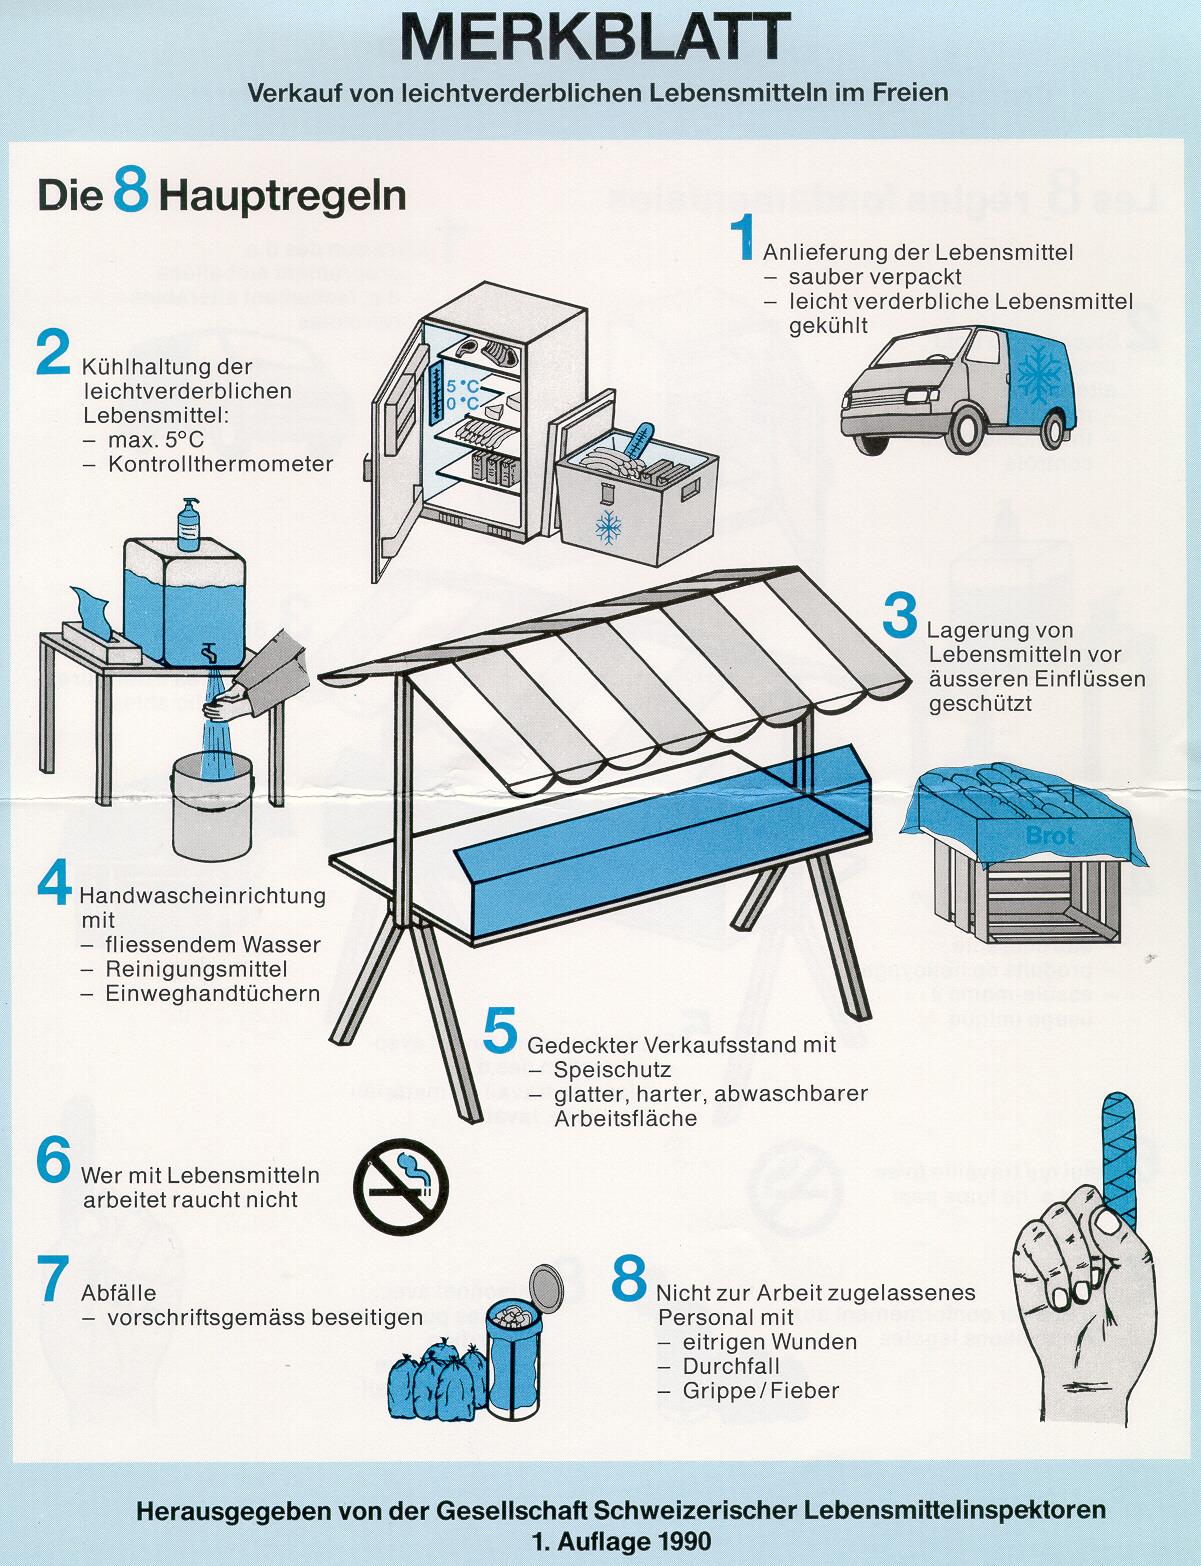 MERKBLATT
Verkauf von leichtverderblichen Lebensmitteln im Freien
Die 8 Hauptregeln
1 Anlieferung der Lebensmittel
– sauber verpackt
– leicht verderbliche Lebensmittel
gekühlt
2 Kühlhaltung der
leichtverderblichen
Lebensmittel:
– max. 5°C
– Kontrollthermometer
5 °C
0 °C
3 Lagerung von
Lebensmitteln vor
äusseren Einflüssen
geschützt
Brot
4 Handwascheinrichtung
mit
– fliessendem Wasser
– Reinigungsmittel
– Einweghandtüchern
5 Gedeckter Verkaufsstand mit
– Speischutz
– glatter, harter, abwaschbarer
Arbeitsfläche
6 Wer mit Lebensmitteln
arbeitet raucht nicht
7 Abfälle
– vorschriftsgemäss beseitigen
8 Nicht zur Arbeit zugelassenes
Personal mit
– eitrigen Wunden
– Durchfall
– Grippe/Fieber
Herausgegeben von der Gesellschaft Schweizerischer Lebensmittelinspektoren
1. Auflage 1990